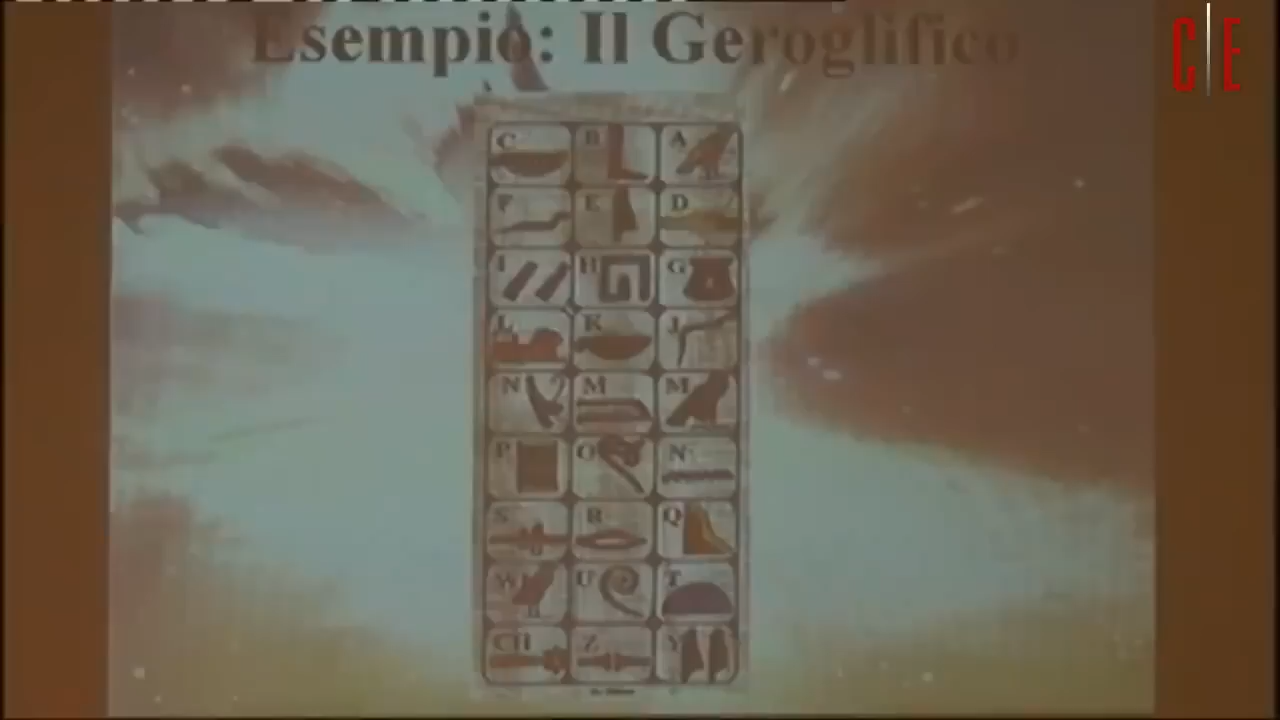 Esempio: Il Geroglifico
C|E
C B A
F E D
I H G
L K J
N M M
P O N
S R Q
W U T
CH Z Y